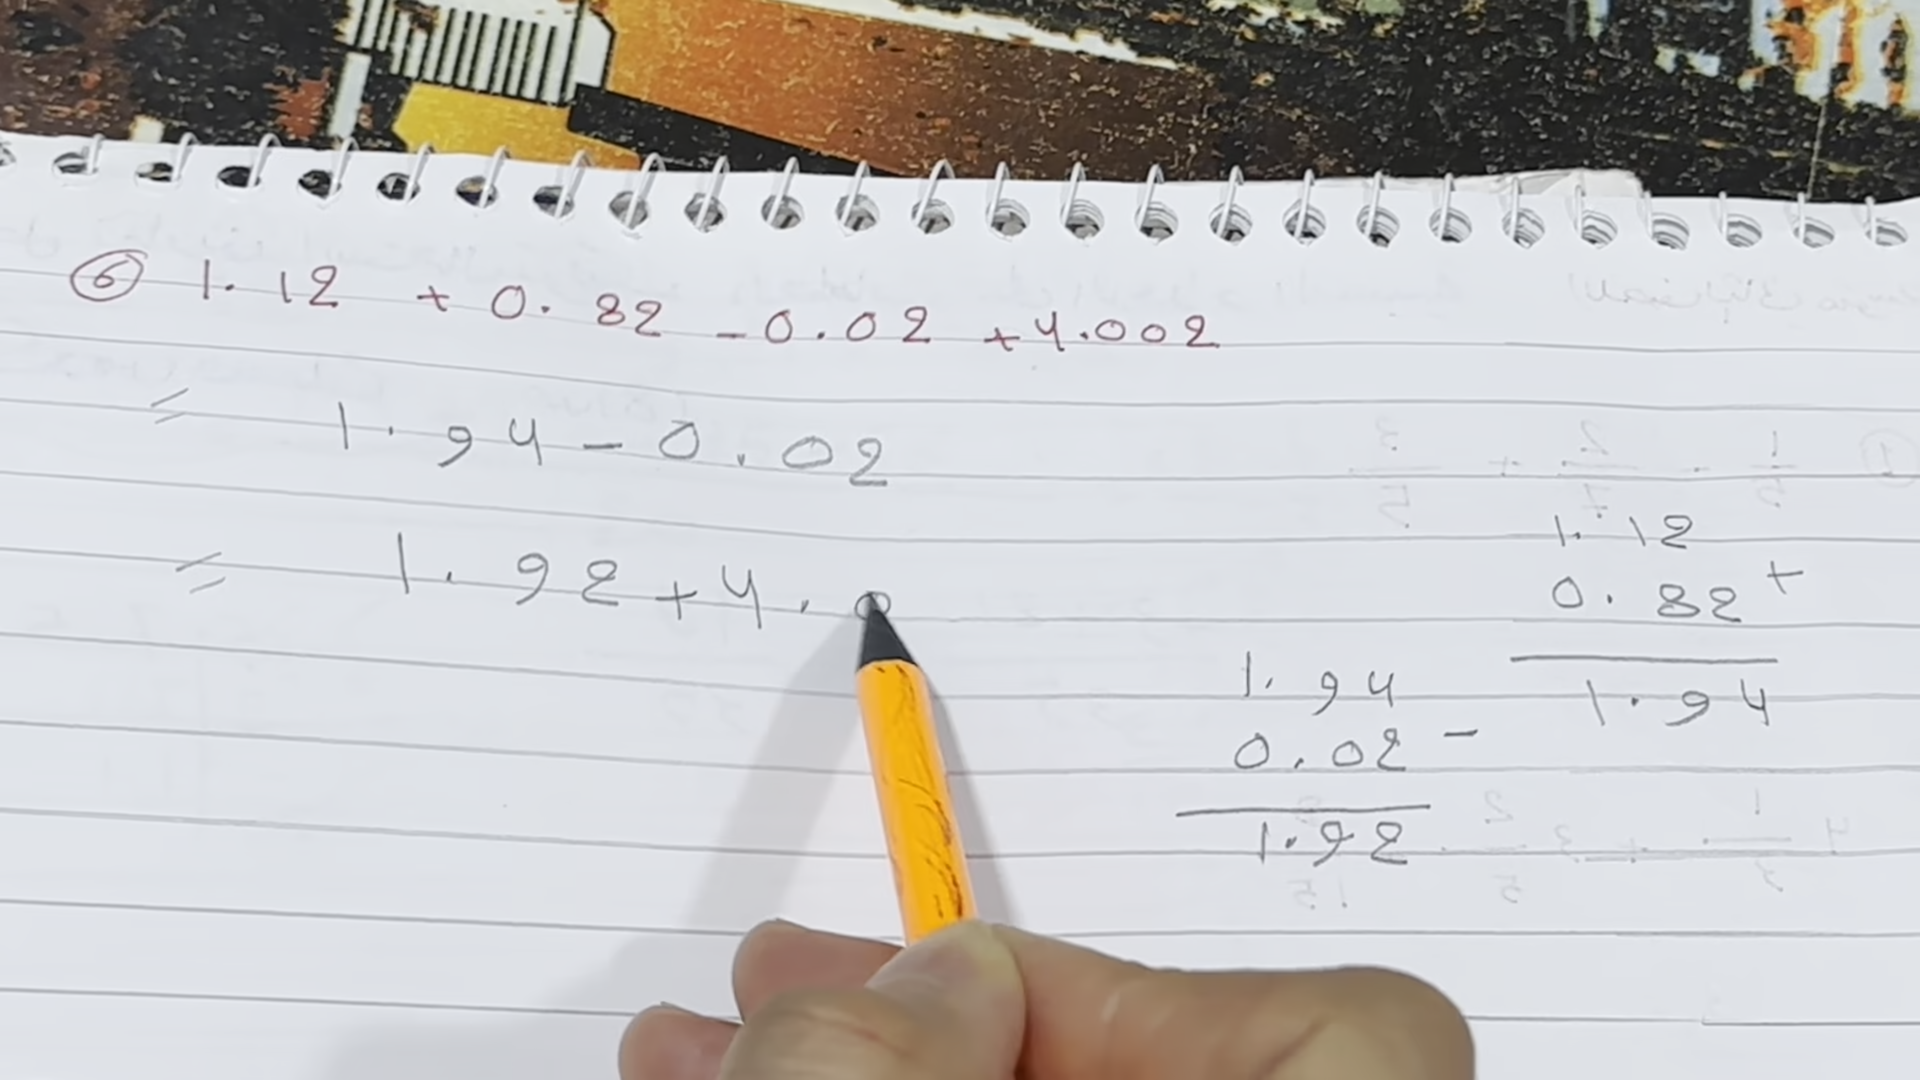 6 1.12 + 0.82 - 0.02 + 4.002
= 1.94 - 0.02
= 1.92 + 4.0
1.12
0.82 +
1.94
1.94
0.02 -
1.92